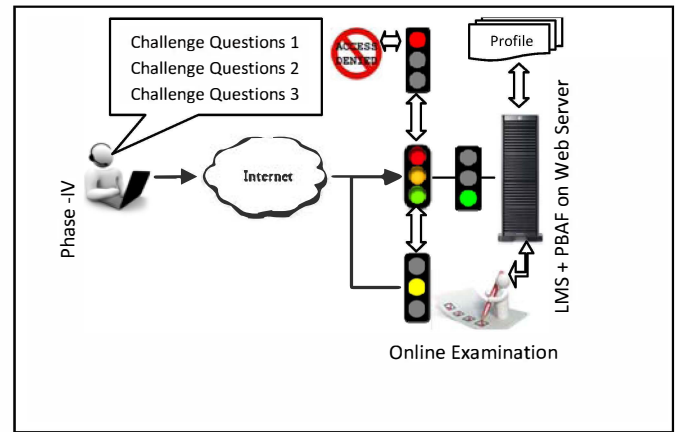 Challenge Questions 1
Challenge Questions 2
Challenge Questions 3
ACCESS
DENIED
Profile
Internet
Phase -IV
LMS + PBAF on Web Server
Online Examination